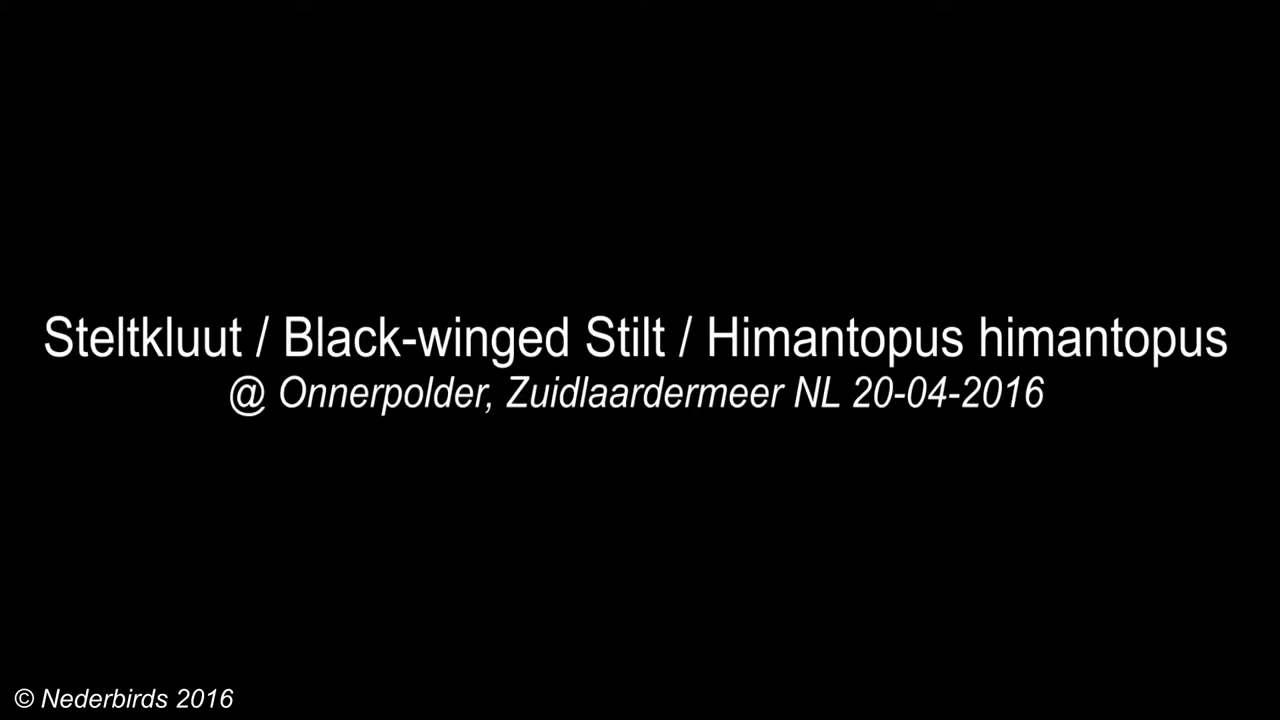 Steltkluut / Black-winged Stilt / Himantopus himantopus
@ Onnerpolder, Zuidlaardermeer NL 20-04-2016
© Nederbirds 2016